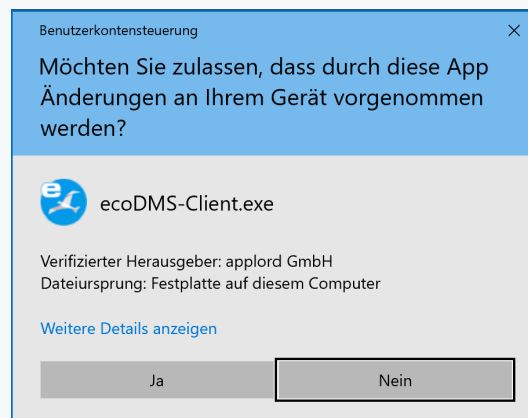 Benutzerkontensteuerung
Möchten Sie zulassen, dass durch diese App
Änderungen an Ihrem Gerät vorgenommen
werden?
e
ecoDMS-Client.exe
Verifizierter Herausgeber: applord GmbH
Dateiursprung: Festplatte auf diesem Computer
Weitere Details anzeigen
Ja
Nein